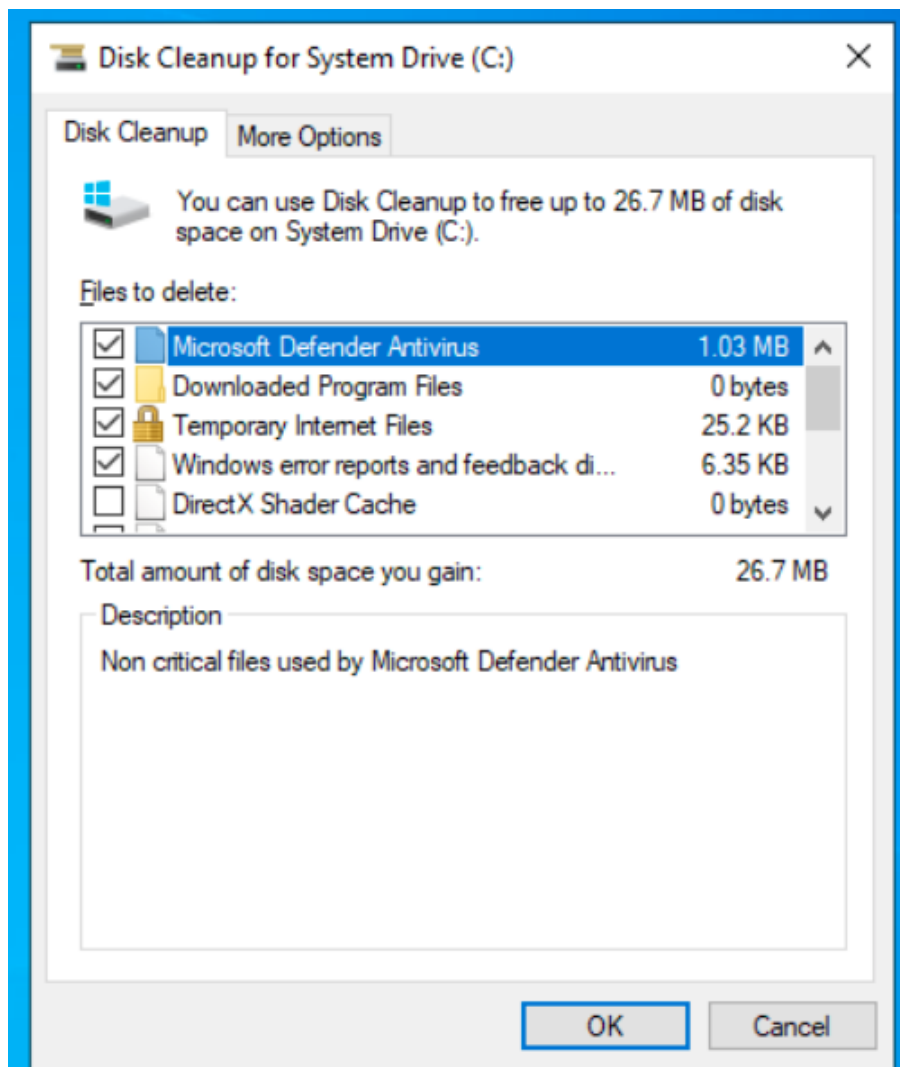 Disk Cleanup for System Drive (C:)
Disk Cleanup
More Options
You can use Disk Cleanup to free up to 26.7 MB of disk
space on System Drive (C:).
Files to delete:
Microsoft Defender Antivirus 1.03 MB
Downloaded Program Files 0 bytes
Temporary Internet Files 25.2 KB
Windows error reports and feedback di... 6.35 KB
DirectX Shader Cache 0 bytes
Total amount of disk space you gain: 26.7 MB
Description
Non critical files used by Microsoft Defender Antivirus
OK
Cancel